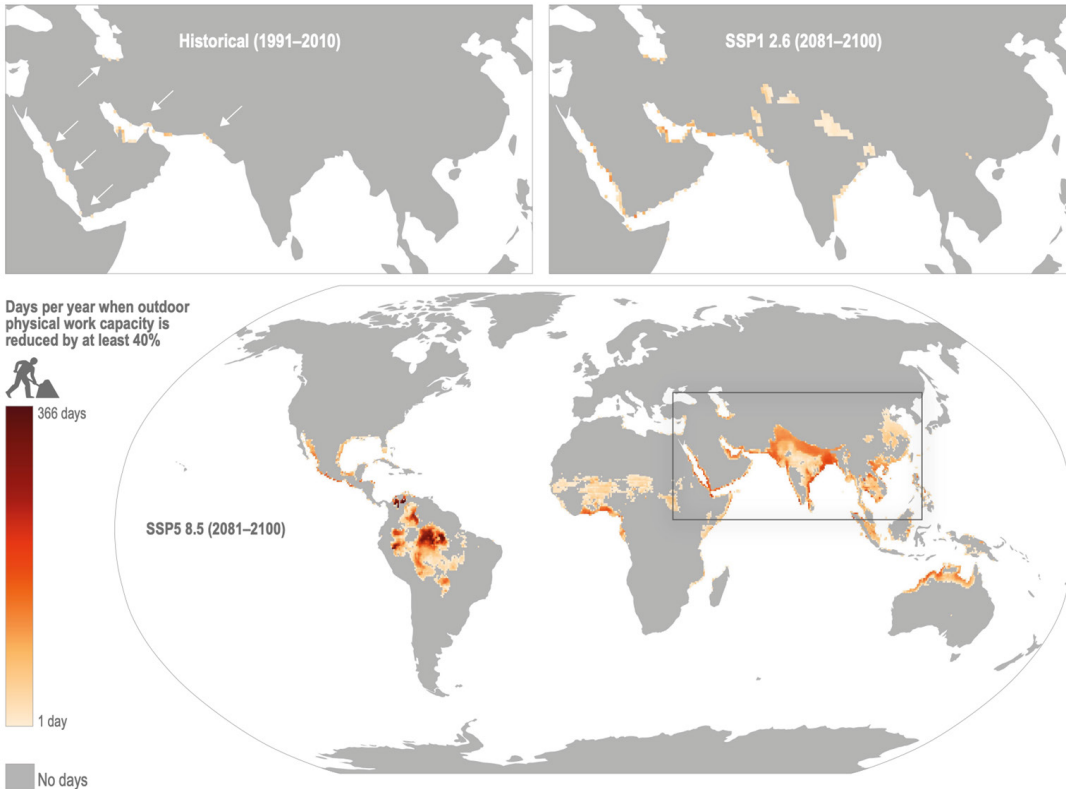 Historical (1991–2010)
SSP1 2.6 (2081–2100)
Days per year when outdoor
physical work capacity is
reduced by at least 40%
366 days
SSP5 8.5 (2081–2100)
1 day
No days